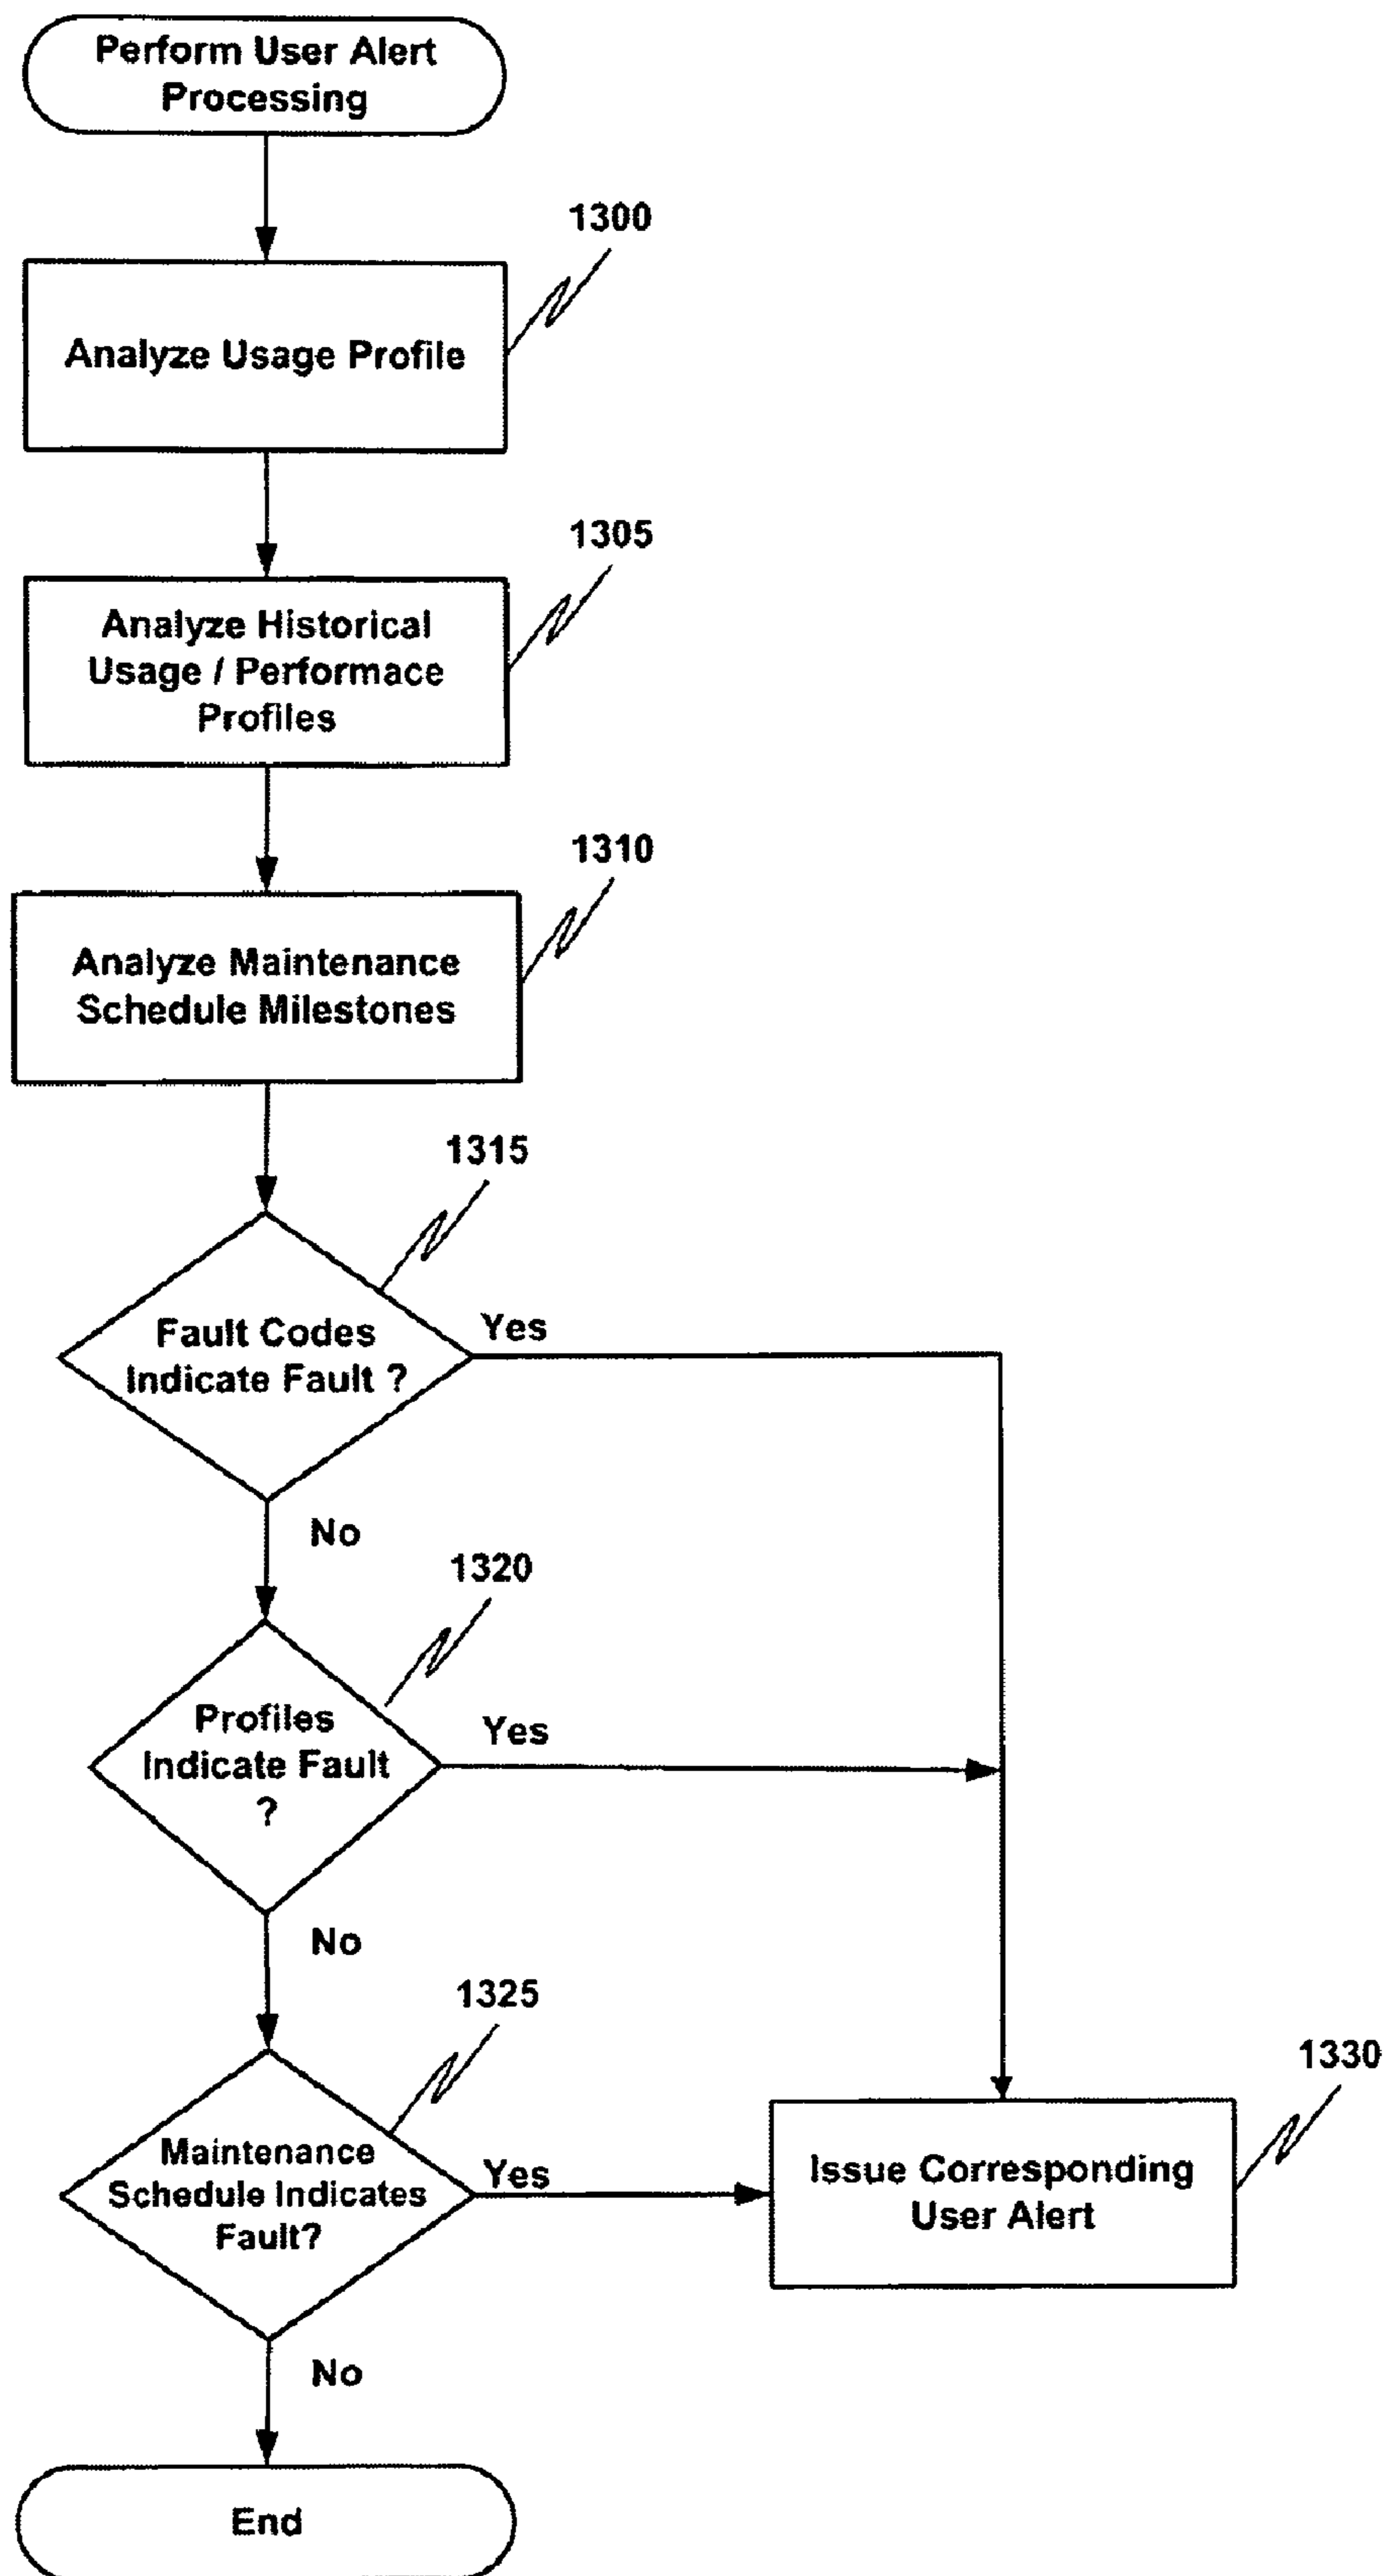 Perform User Alert
Processing
1300
Analyze Usage Profile
1305
Analyze Historical
Usage / Performace
Profiles
1310
Analyze Maintenance
Schedule Milestones
1315
Fault Codes
Indicate Fault ?
Yes
No
1320
Profiles
Indicate Fault
?
Yes
No
1325
Maintenance
Schedule Indicates
Fault?
Yes
1330
Issue Corresponding
User Alert
No
End